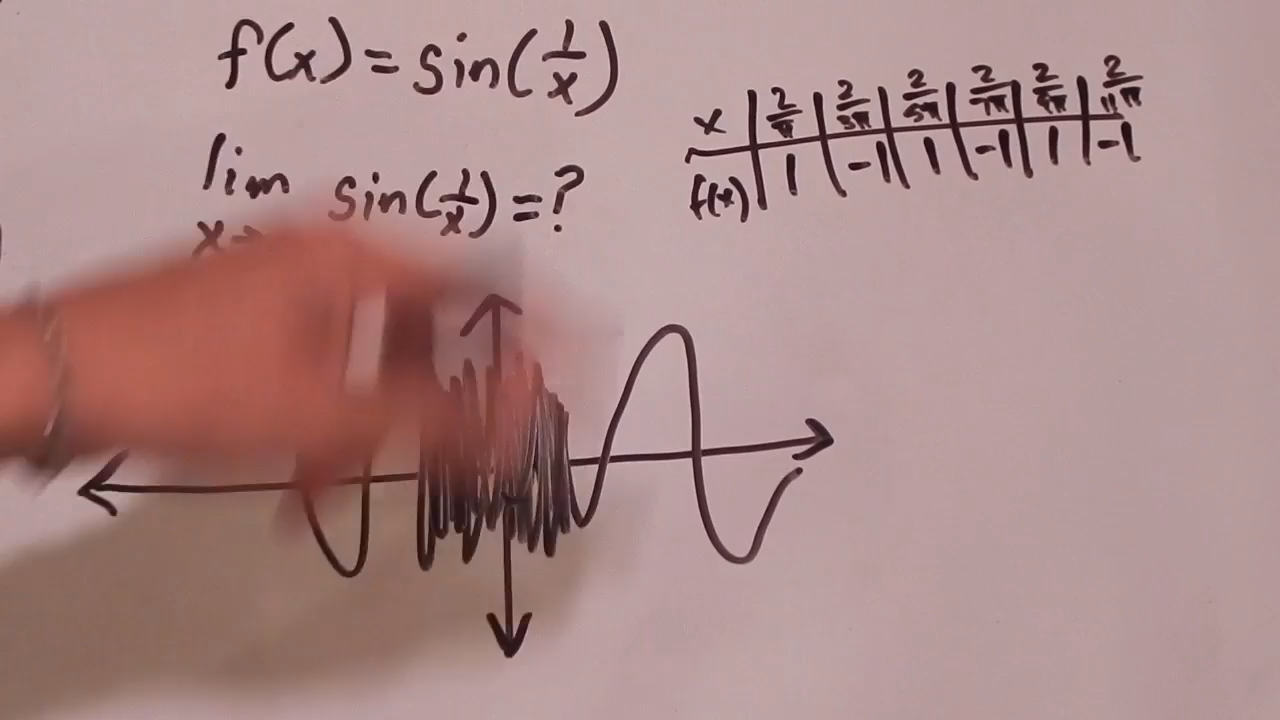 f(x) = sin(1/x)
lim sin(1/x) = ?
x→
x | 2/π | 2/3π | 2/5π | 2/7π | 2/9π | 2/11π
f(x) | 1 | -1 | 1 | -1 | 1 | -1